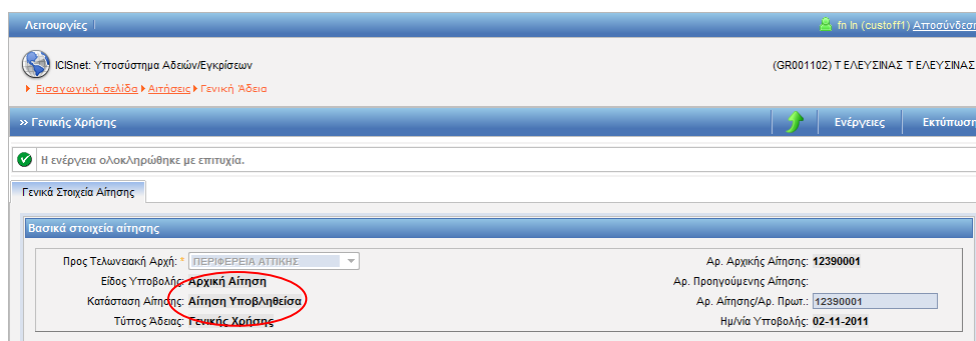 Λειτουργίες
fn ln (custoff1) Αποσύνδεση
ICISnet: Υποσύστημα Αδειών/Εγκρίσεων
(GR001102) Τ ΕΛΕΥΣΙΝΑΣ Τ ΕΛΕΥΣΙΝΑΣ
Εισαγωγική σελίδα Αιτήσεις Γενική Άδεια
» Γενικής Χρήσης
Ενέργειες Εκτύπωση
Η ενέργεια ολοκληρώθηκε με επιτυχία.
Γενικά Στοιχεία Αίτησης
Βασικά στοιχεία αίτησης
Προς Τελωνειακή Αρχή: * ΠΕΡΙΦΕΡΕΙΑ ΑΤΤΙΚΗΣ
Αρ. Αρχικής Αίτησης: 12390001
Είδος Υποβολής: Αρχική Αίτηση
Αρ. Προηγούμενης Αίτησης:
Κατάσταση Αίτησης: Αίτηση Υποβληθείσα
Αρ. Αίτησης/Αρ. Πρωτ.: 12390001
Τύπος Άδειας: Γενικής Χρήσης
Ημ/νία Υποβολής: 02-11-2011